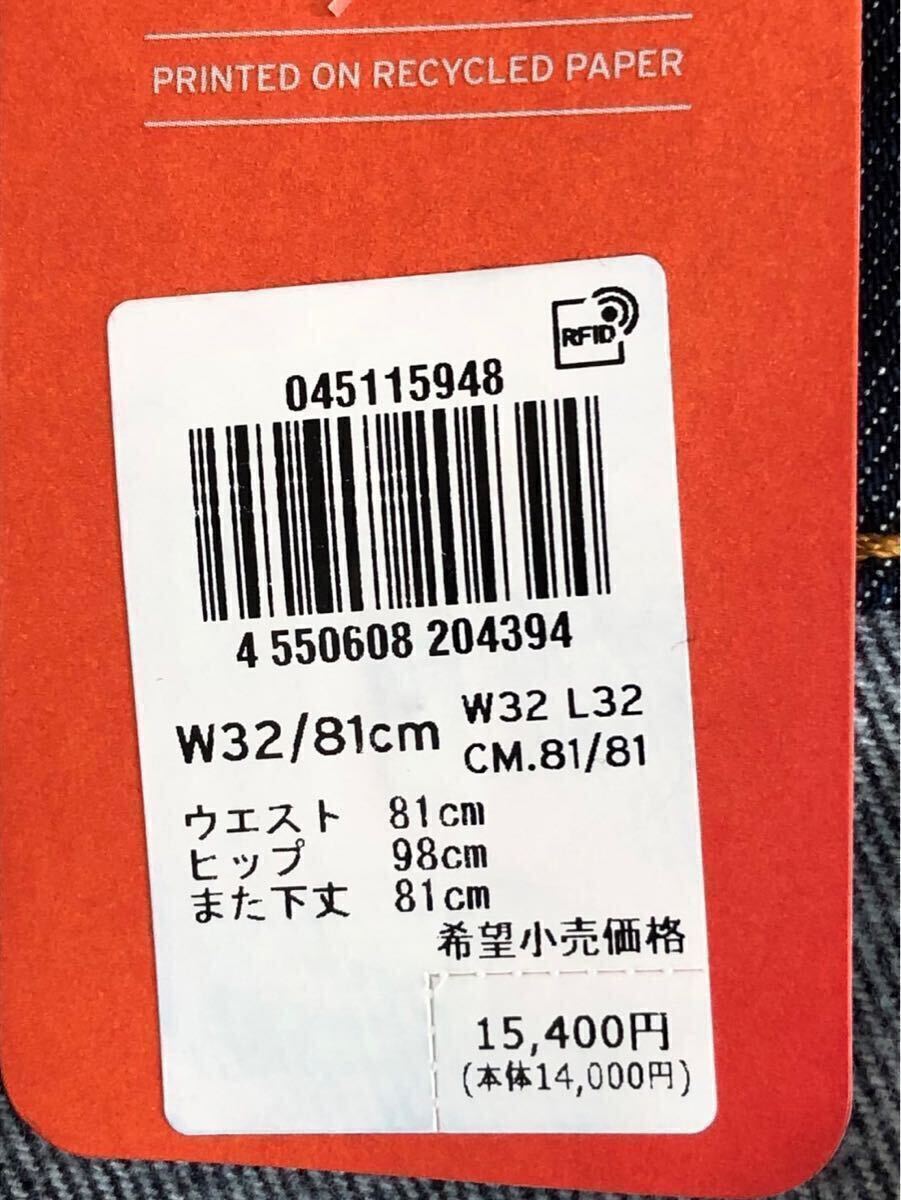 PRINTED ON RECYCLED PAPER
RFID
045115948
4 550608 204394
W32/81cm
W32 L32
CM.81/81
ウエスト 81cm
ヒップ 98cm
また下丈 81cm
希望小売価格
15,400円
(本体14,000円)